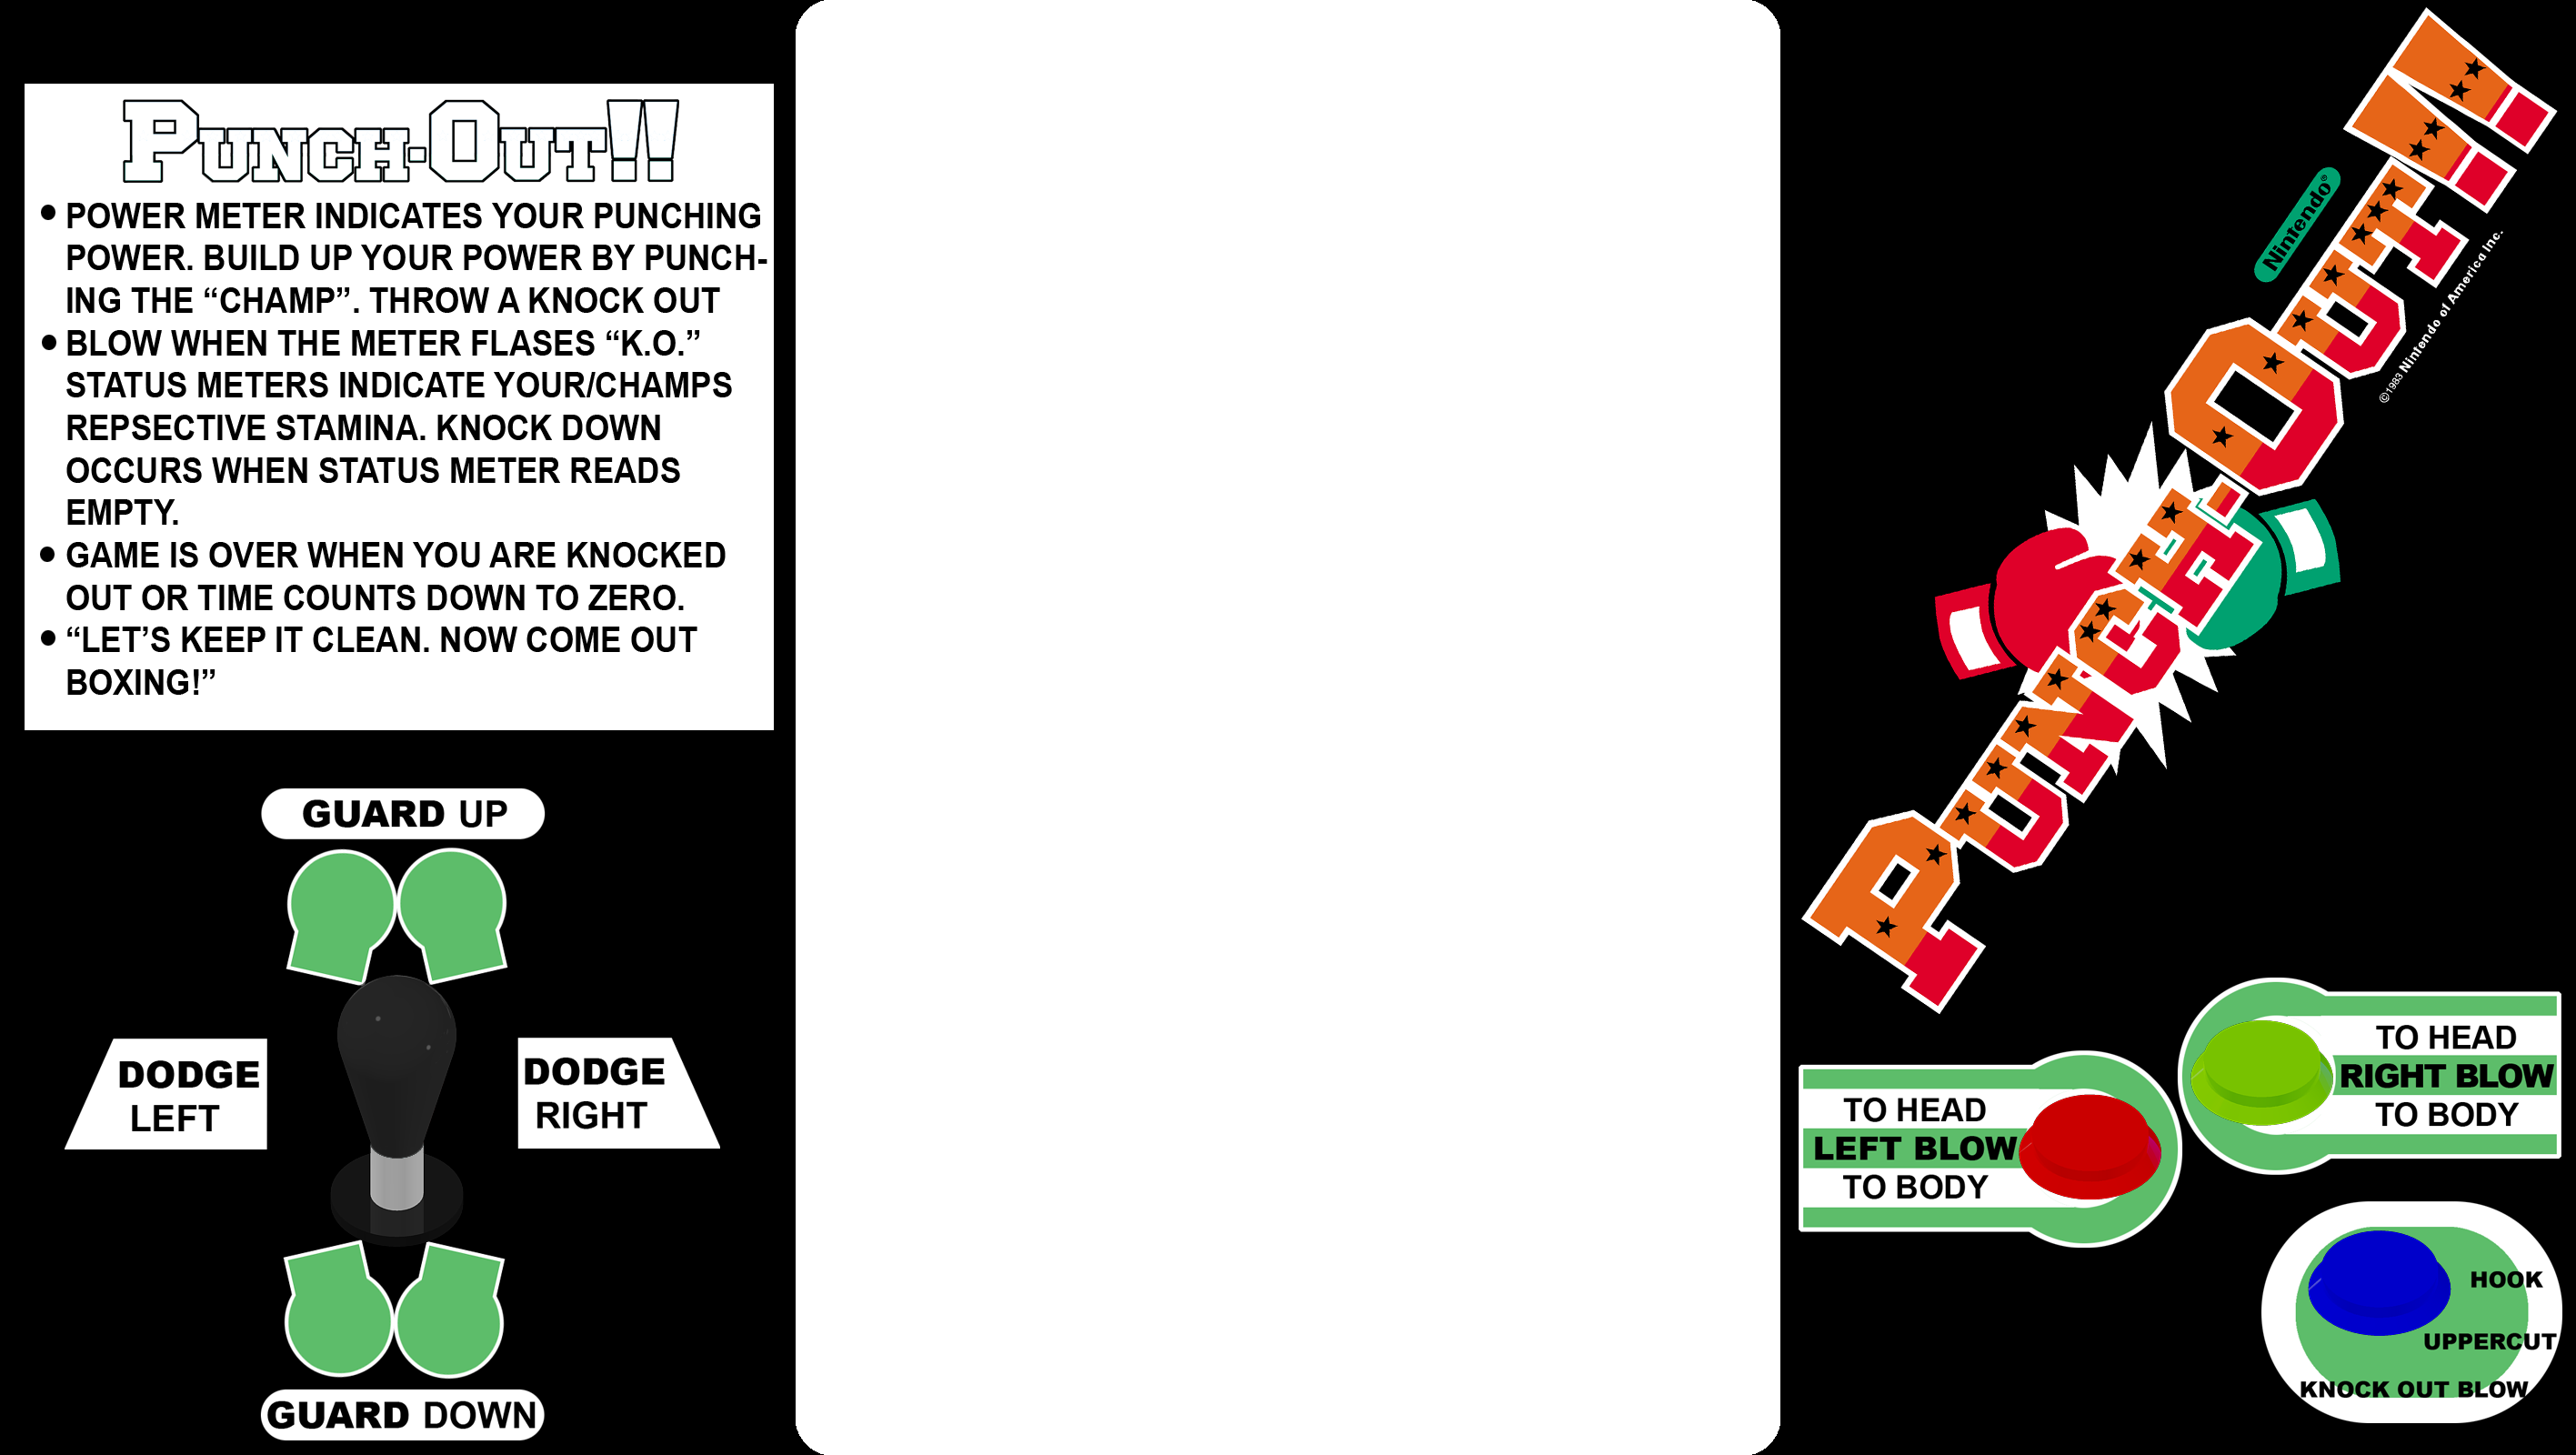 PUNCH-OUT!!
• POWER METER INDICATES YOUR PUNCHING
POWER. BUILD UP YOUR POWER BY PUNCH-
ING THE “CHAMP”. THROW A KNOCK OUT
• BLOW WHEN THE METER FLASES “K.O.”
STATUS METERS INDICATE YOUR/CHAMPS
REPSECTIVE STAMINA. KNOCK DOWN
OCCURS WHEN STATUS METER READS
EMPTY.
• GAME IS OVER WHEN YOU ARE KNOCKED
OUT OR TIME COUNTS DOWN TO ZERO.
• “LET’S KEEP IT CLEAN. NOW COME OUT
BOXING!”
GUARD UP
DODGE
LEFT
DODGE
RIGHT
GUARD DOWN
Nintendo®
PUNCH-OUT!!
©1983 Nintendo of America Inc.
TO HEAD
LEFT BLOW
TO BODY
TO HEAD
RIGHT BLOW
TO BODY
HOOK
UPPERCUT
KNOCK OUT BLOW